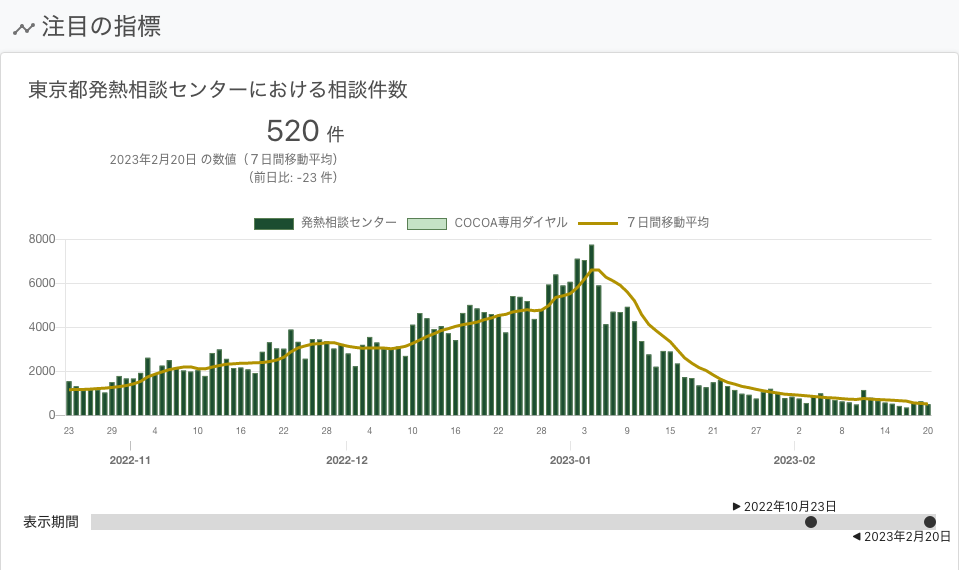 注目の指標
東京都発熱相談センターにおける相談件数
520 件
2023年2月20日 の数値（７日間移動平均）
（前日比: -23 件）
発熱相談センター COCOA専用ダイヤル ７日間移動平均
8000
6000
4000
2000
0
23 29 4 10 16 22 28 4 10 16 22 28 3 9 15 21 27 2 8 14 20
2022-11 2022-12 2023-01 2023-02
▶ 2022年10月23日
表示期間
◀ 2023年2月20日